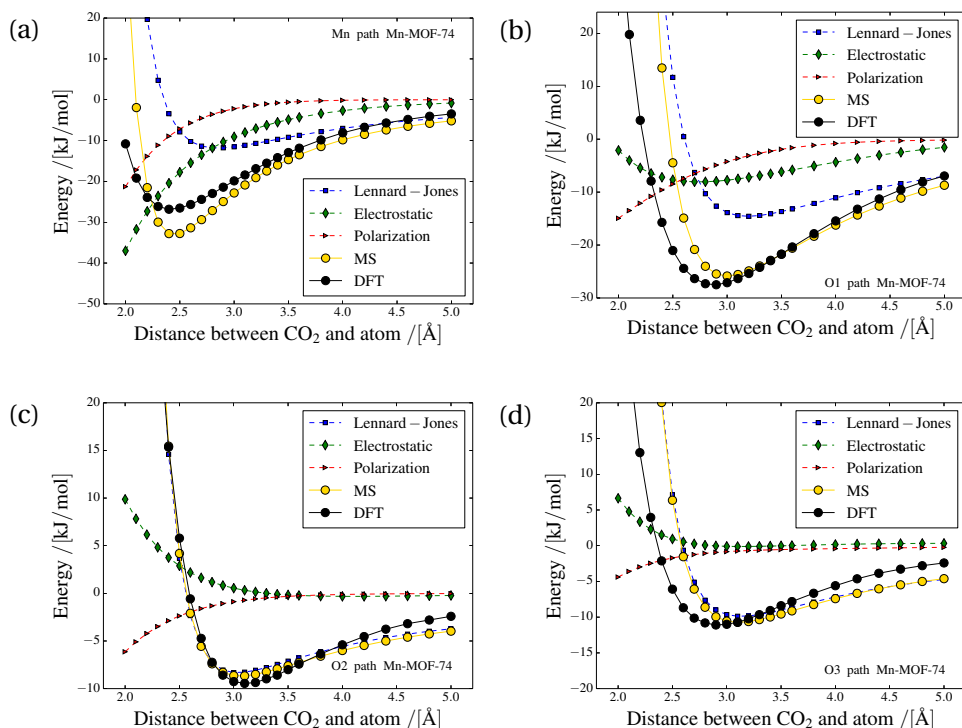 (a)
Mn path Mn-MOF-74
Energy /[kJ/mol]
20
10
0
−10
−20
−30
−40
−50
Lennard − Jones
Electrostatic
Polarization
MS
DFT
2.0 2.5 3.0 3.5 4.0 4.5 5.0
Distance between CO₂ and atom /[Å]
(b)
Energy /[kJ/mol]
20
10
0
−10
−20
−30
Lennard − Jones
Electrostatic
Polarization
MS
DFT
O1 path Mn-MOF-74
2.0 2.5 3.0 3.5 4.0 4.5 5.0
Distance between CO₂ and atom /[Å]
(c)
Energy /[kJ/mol]
20
15
10
5
0
−5
−10
Lennard − Jones
Electrostatic
Polarization
MS
DFT
O2 path Mn-MOF-74
2.0 2.5 3.0 3.5 4.0 4.5 5.0
Distance between CO₂ and atom /[Å]
(d)
Energy /[kJ/mol]
20
15
10
5
0
−5
−10
−15
−20
Lennard − Jones
Electrostatic
Polarization
MS
DFT
O3 path Mn-MOF-74
2.0 2.5 3.0 3.5 4.0 4.5 5.0
Distance between CO₂ and atom /[Å]